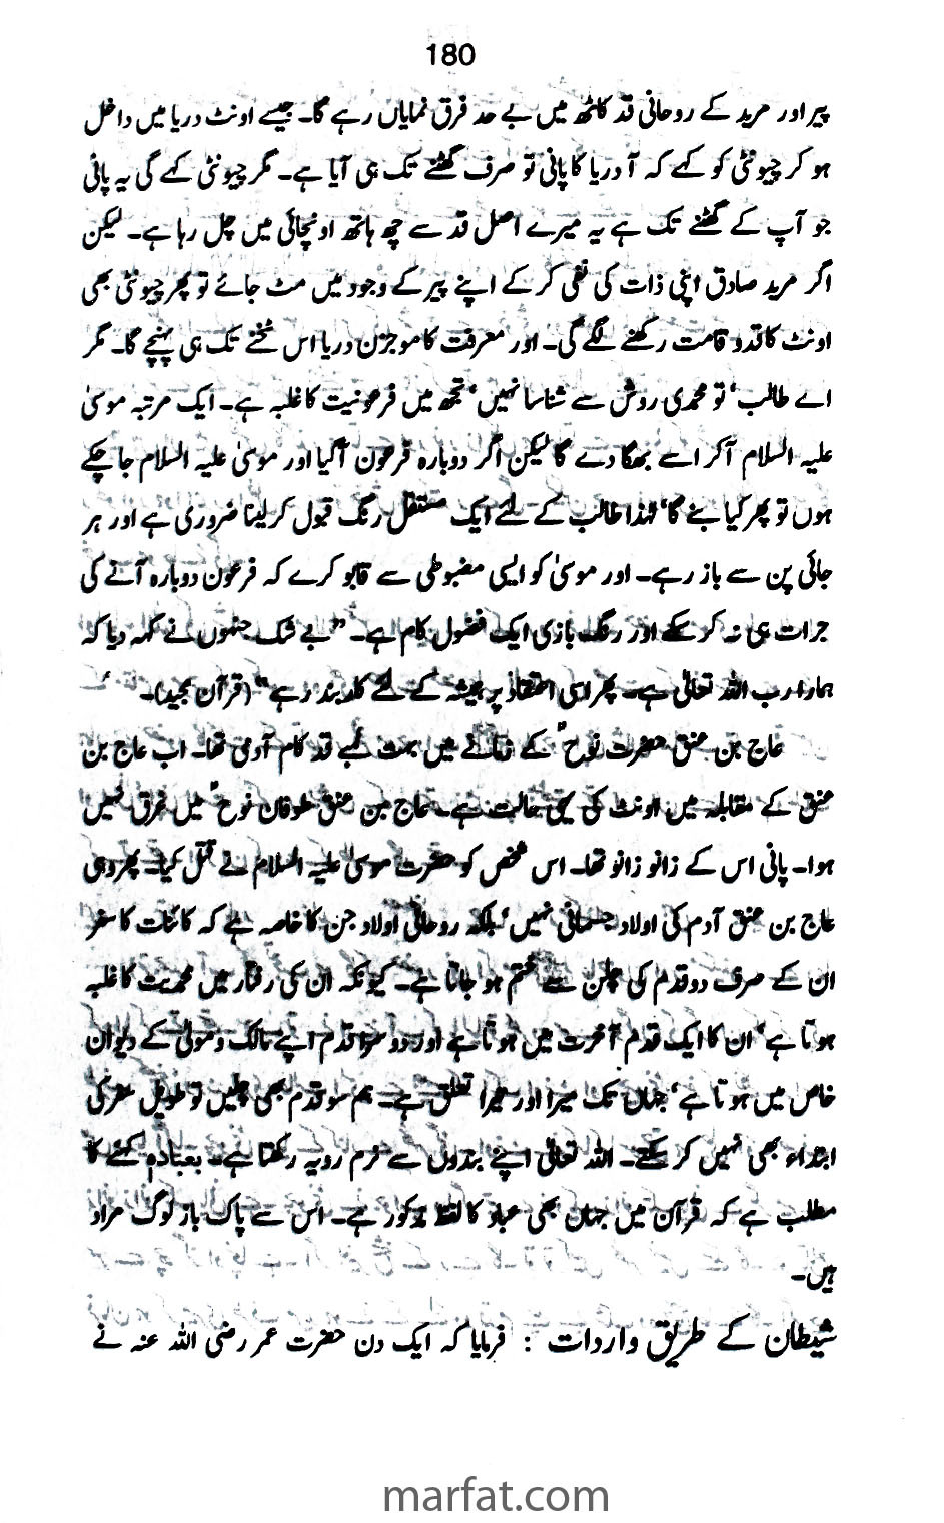 180
پیر اور مرید کے روحانی قد کاٹھ میں بے حد فرق نمایاں رہے گا۔ جیسے اونٹ دریا میں داخل
ہو کر چیونٹی کو کہے کہ آ دریا کا پانی تو صرف گھٹنے تک ہی آیا ہے۔ مگر چیونٹی کہے گی یہ پانی
جو آپ کے گھٹنے تک ہے یہ میرے اصل قد سے چھ ہاتھ اونچائی میں چل رہا ہے۔ لیکن
اگر مرید صادق اپنی ذات کی نفی کر کے اپنے پیر کے وجود میں مٹ جائے تو پھر چیونٹی بھی
اونٹ کا قد و قامت رکھنے لگے گی۔ اور معرفت کا موجزن دریا اس ٹخنے تک ہی پہنچے گا۔ مگر
اے طالب‘ تو محمدی روش سے شناسا نہیں‘ تجھ میں فرعونیت کا غلبہ ہے۔ ایک مرتبہ موسیٰ
علیہ السلام آکر اسے بھگا دے گا لیکن اگر دوبارہ فرعون آگیا اور موسیٰ علیہ السلام جا چکے
ہوں تو پھر کیا بنے گا‘ لہٰذا طالب کے لئے ایک مستقل رنگ قبول کر لینا ضروری ہے اور ہر
جائی پن سے باز رہے۔ اور موسیٰ کو ایسی مضبوطی سے قابو کرے کہ فرعون دوبارہ آنے کی
جرات ہی نہ کر سکے اور رنگ بازی ایک فضول کام ہے۔ ”بے شک جنہوں نے کہہ دیا کہ
ہمارا رب اللہ تعالیٰ ہے۔ پھر اسی اعتقاد پر ہمیشہ کے لئے کاربند رہے“ (قرآن مجید)۔
عاج بن عنق حضرت نوحؑ کے زمانے میں بہت لمبے قد کام آدمی تھا۔ اب عاج بن
عنق کے مقابلہ میں اونٹ کی کیا حالت ہے۔ عاج بن عنق طوفان نوحؑ میں غرق نہیں
ہوا۔ پانی اس کے زانو زانو تھا۔ اس شخص کو حضرت موسیٰ علیہ السلام نے قتل کیا۔ پھر وہی
عاج بن عنق آدم کی اولاد جسمانی نہیں‘ بلکہ روحانی اولاد جن کا خاصہ ہے کہ کائنات کا سفر
ان کے صرف دو قدم کی چلن سے ختم ہو جاتا ہے۔ کیونکہ ان کی رفتار میں محمدیت کا غلبہ
ہوتا ہے‘ ان کا ایک قدم آخرت میں ہوتا ہے اور دوسرا قدم اپنے مالک و مولیٰ کے دیوان
خاص میں ہوتا ہے‘ جہاں تک میرا اور تیرا تعلق ہے۔ ہم سو قدم بھی چلیں تو طویل سفر کی
ابتداء بھی نہیں کر سکتے۔ اللہ تعالیٰ اپنے بندوں سے نرم رویہ رکھتا ہے۔ بعبادہ کہنے کا
مطلب ہے کہ قرآن میں جہاں بھی عباد کا لفظ مذکور ہے۔ اس سے پاک باز لوگ مراد
ہیں۔
شیطان کے طریق واردات : فرمایا کہ ایک دن حضرت عمر رضی اللہ عنہ نے
marfat.com